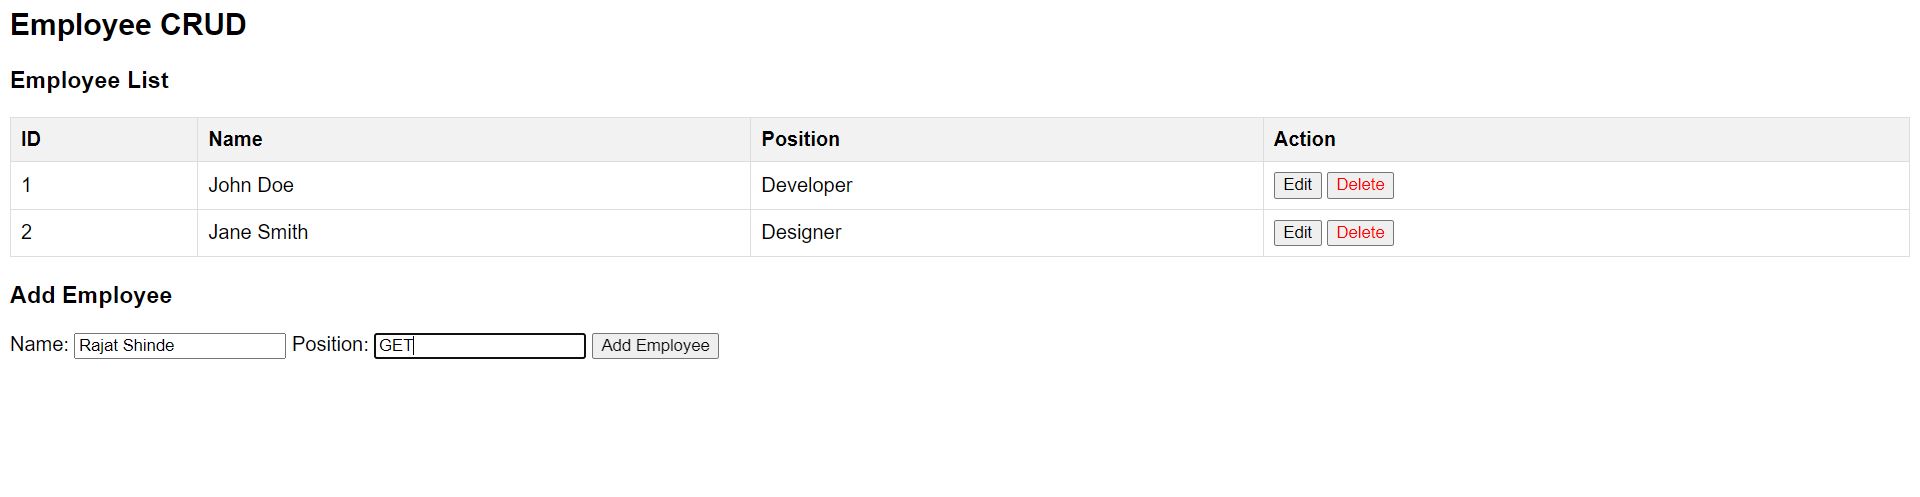 Employee CRUD
Employee List
ID Name Position Action
1 John Doe Developer Edit Delete
2 Jane Smith Designer Edit Delete
Add Employee
Name: Rajat Shinde Position: GET Add Employee